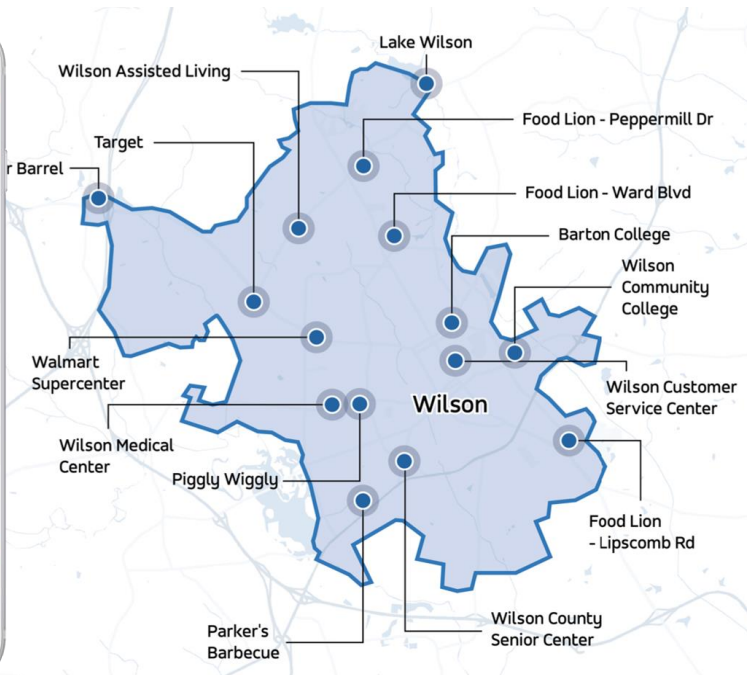 Lake Wilson
Wilson Assisted Living
Food Lion - Peppermill Dr
Target
r Barrel
Food Lion - Ward Blvd
Barton College
Wilson
Community
College
Walmart
Supercenter
Wilson
Wilson Customer
Service Center
Wilson Medical
Center
Piggly Wiggly
Food Lion
- Lipscomb Rd
Wilson County
Senior Center
Parker's
Barbecue